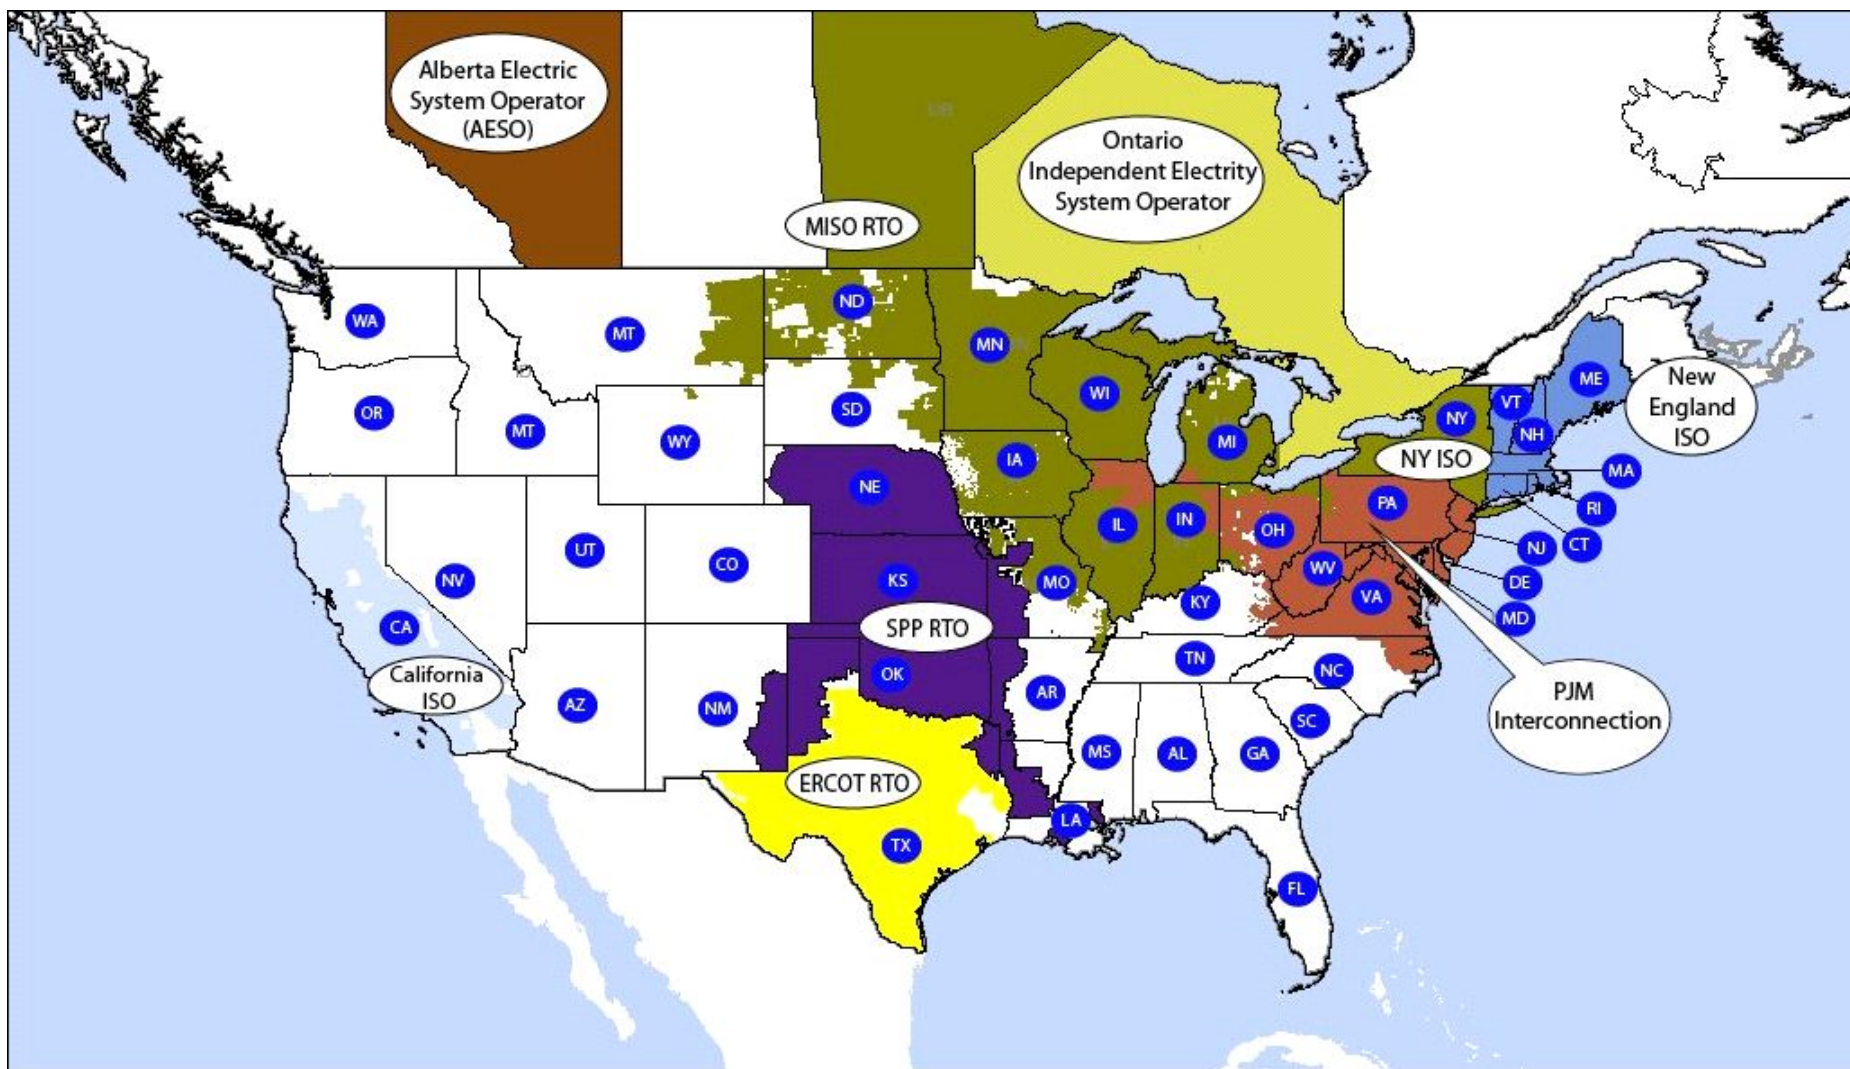 Alberta Electric
System Operator
(AESO)
Ontario
Independent Electrity
System Operator
MISO RTO
WA
MT
ND
MN
OR
MT
WY
SD
WI
MI
NY
VT
NH
ME
New
England
ISO
NY ISO
MA
RI
CT
NJ
DE
MD
NE
IA
IL
IN
OH
PA
NV
UT
CO
KS
MO
KY
WV
VA
CA
California
ISO
SPP RTO
AZ
NM
OK
AR
TN
NC
SC
PJM
Interconnection
MS
AL
GA
ERCOT RTO
TX
LA
FL